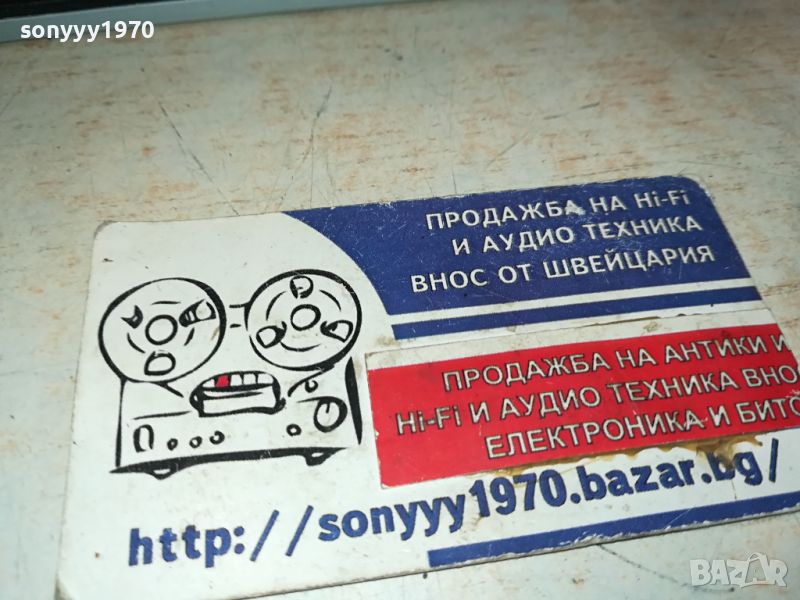 sonyyy1970
ПРОДАЖБА НА Hi-Fi
И АУДИО ТЕХНИКА
ВНОС ОТ ШВЕЙЦАРИЯ
ПРОДАЖБА НА АНТИКИ И
Hi-Fi И АУДИО ТЕХНИКА ВНО
ЕЛЕКТРОНИКА И БИТО
http://sonyyy1970.bazar.bg/
BAZAR